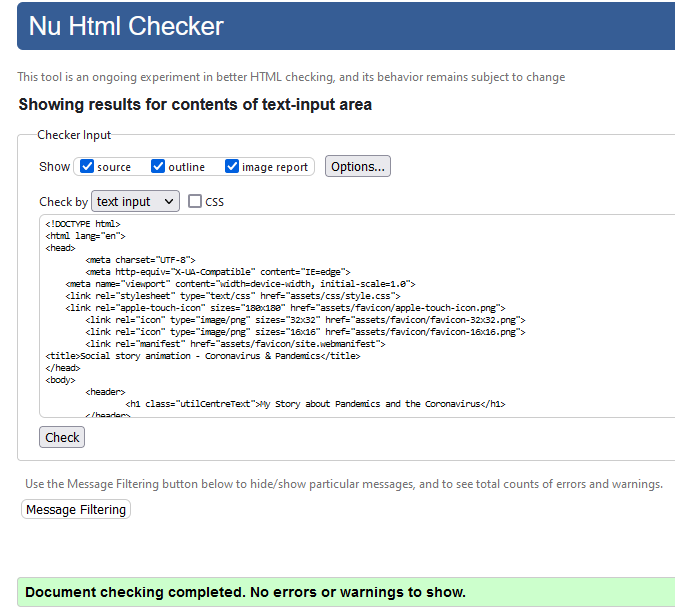 Nu Html Checker
This tool is an ongoing experiment in better HTML checking, and its behavior remains subject to change
Showing results for contents of text-input area
Checker Input
Show source outline image report Options...
Check by text input CSS
<!DOCTYPE html>
<html lang="en">
<head>
<meta charset="UTF-8">
<meta http-equiv="X-UA-Compatible" content="IE=edge">
<meta name="viewport" content="width=device-width, initial-scale=1.0">
<link rel="stylesheet" type="text/css" href="assets/css/style.css">
<link rel="apple-touch-icon" sizes="180x180" href="assets/favicon/apple-touch-icon.png">
<link rel="icon" type="image/png" sizes="32x32" href="assets/favicon/favicon-32x32.png">
<link rel="icon" type="image/png" sizes="16x16" href="assets/favicon/favicon-16x16.png">
<link rel="manifest" href="assets/favicon/site.webmanifest">
<title>Social story animation - Coronavirus & Pandemics</title>
</head>
<body>
<header>
<h1 class="utilCentreText">My Story about Pandemics and the Coronavirus</h1>
</header>
Check
Use the Message Filtering button below to hide/show particular messages, and to see total counts of errors and warnings.
Message Filtering
Document checking completed. No errors or warnings to show.